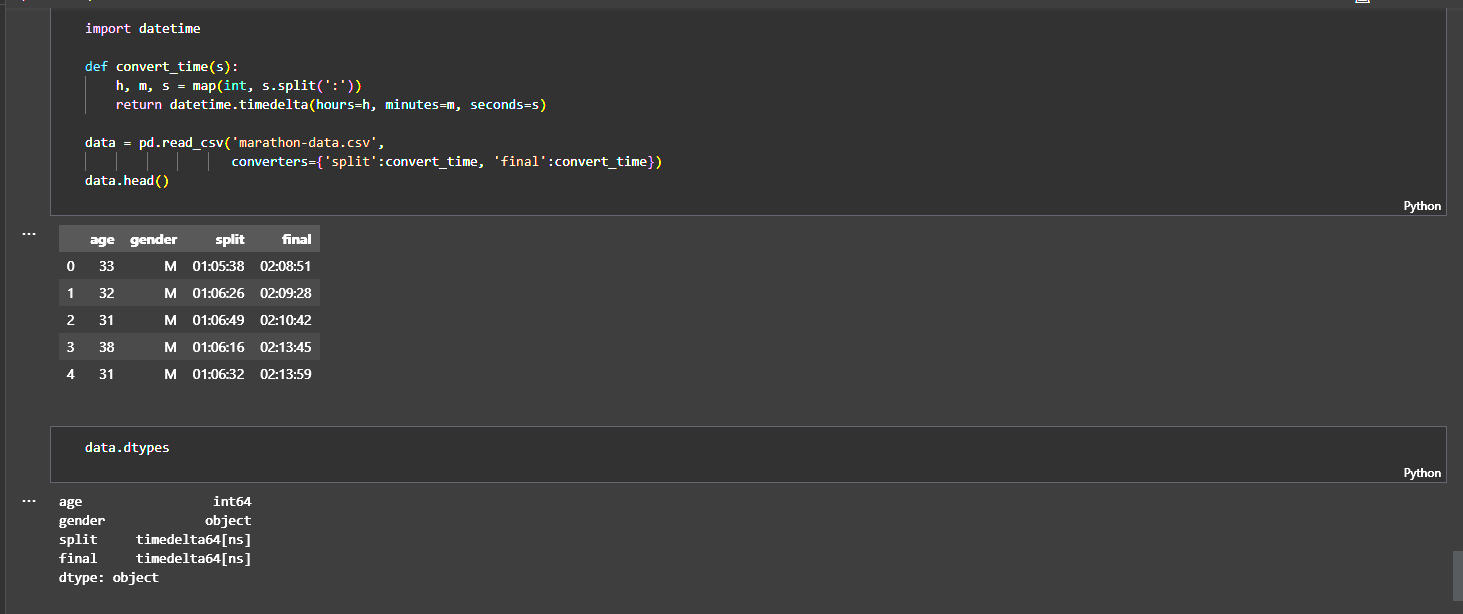 import datetime
def convert_time(s):
h, m, s = map(int, s.split(':'))
return datetime.timedelta(hours=h, minutes=m, seconds=s)
data = pd.read_csv('marathon-data.csv',
converters={'split':convert_time, 'final':convert_time})
data.head()
Python
age gender split final
0 33 M 01:05:38 02:08:51
1 32 M 01:06:26 02:09:28
2 31 M 01:06:49 02:10:42
3 38 M 01:06:16 02:13:45
4 31 M 01:06:32 02:13:59
data.dtypes
Python
age int64
gender object
split timedelta64[ns]
final timedelta64[ns]
dtype: object